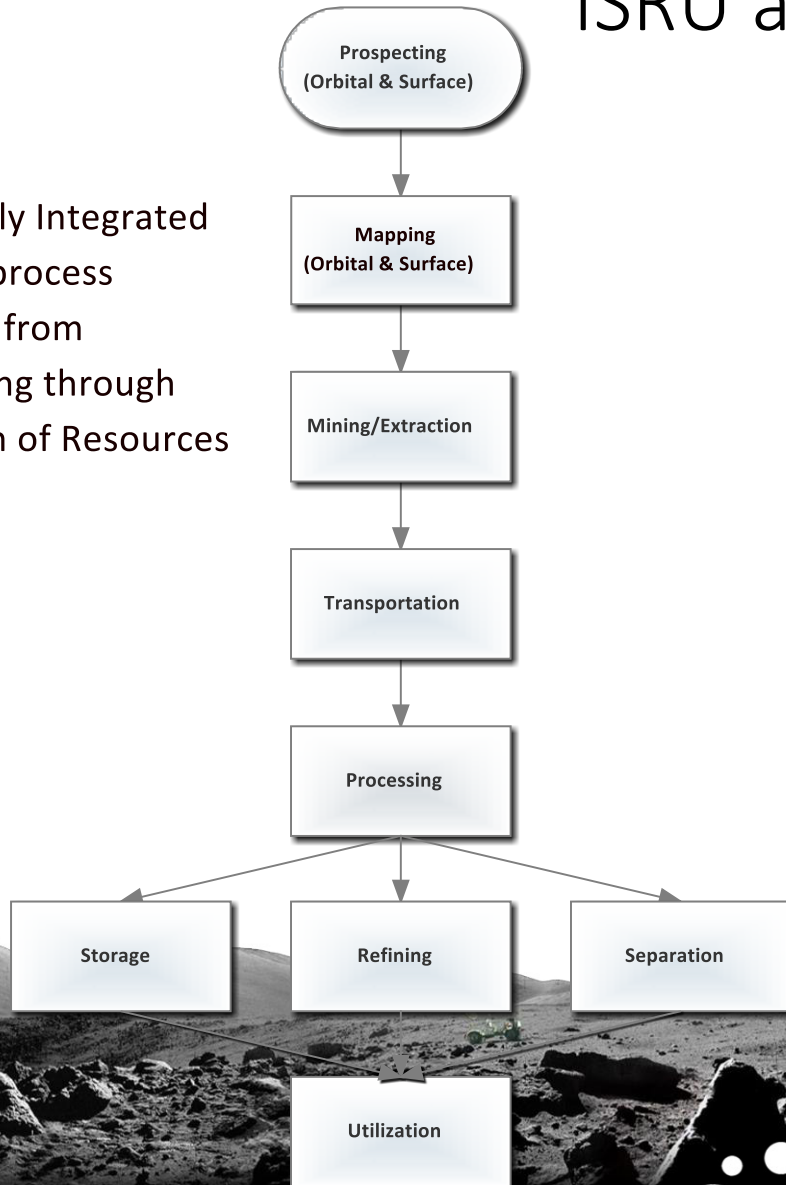 ISRU a
Prospecting
(Orbital & Surface)
ly Integrated
process
from
ng through
n of Resources
Mapping
(Orbital & Surface)
Mining/Extraction
Transportation
Processing
Storage
Refining
Separation
Utilization